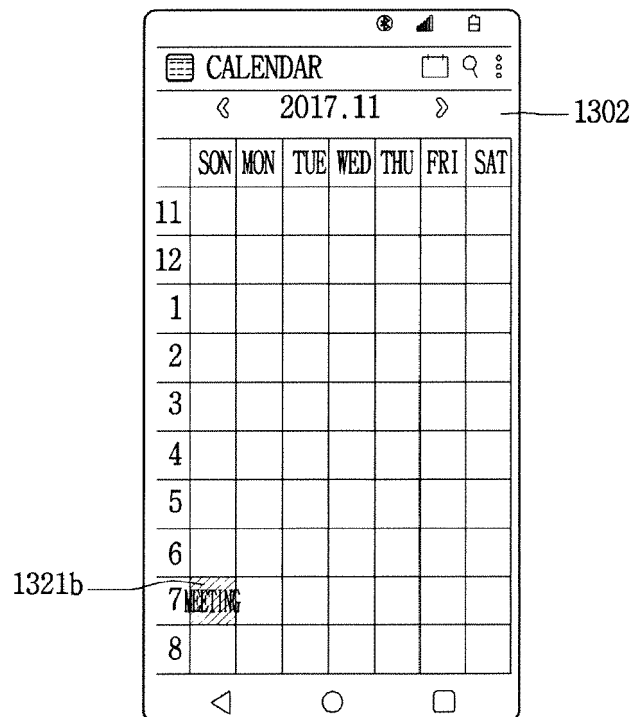 CALENDAR
2017.11
1302
SON MON TUE WED THU FRI SAT
11
12
1
2
3
4
5
6
1321b
7 MEETING
8